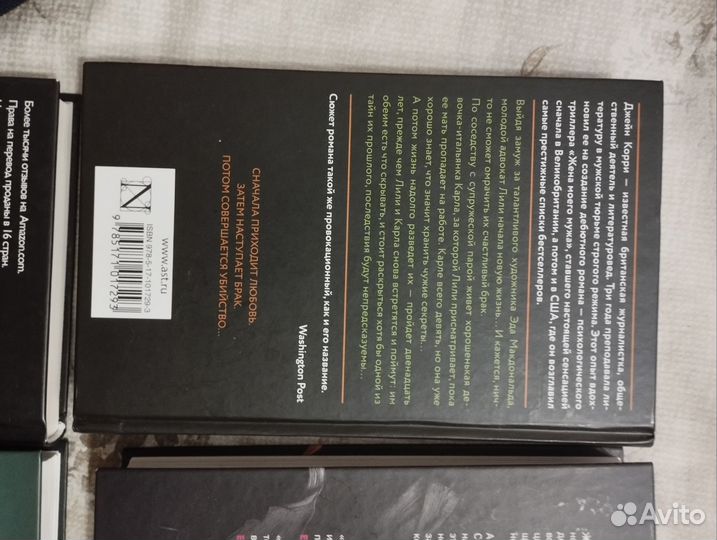 Джейн Корри — известная британская журналистка, обще-
ственный деятель и литературовед. Три года преподавала ли-
тературу в мужской тюрьме строгого режима. Этот опыт вдох-
новил ее на создание дебютного романа — психологического
триллера «Жена моего мужа», ставшего настоящей сенсацией
сначала в Великобритании, а потом и в США, где он возглавил
самые престижные списки бестселлеров.
Выйдя замуж за талантливого художника Эда Макдональда,
молодой адвокат Лили начала новую жизнь... И кажется, нич-
то не сможет омрачить их счастливый брак.
По соседству с супружеской парой живет хорошенькая де-
вочка-итальянка Карла, за которой Лили присматривает, пока
ее мать пропадает на работе. Карле всего девять, но она уже
хорошо знает, что значит хранить чужие секреты...
А потом жизнь надолго разведет их — пройдет двенадцать
лет, прежде чем Лили и Карла снова встретятся и поймут: им
обеим есть что скрывать, и стоит раскрыться хотя бы одной из
тайн их прошлого, последствия будут непредсказуемы...
Сюжет романа такой же провокационный, как и его название.
Washington Post
СНАЧАЛА ПРИХОДИТ ЛЮБОВЬ.
ЗАТЕМ НАСТУПАЕТ БРАК.
ПОТОМ СОВЕРШАЕТСЯ УБИЙСТВО...
www.ast.ru
ISBN 978-5-17-101729-3
9 785171 017293
N
Более тысячи отзывов на Amazon.com.
Права на перевод проданы в 16 стран.
Avito